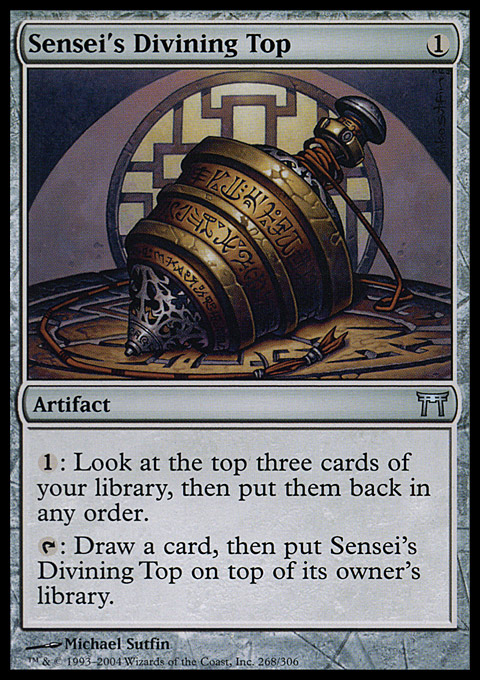 Sensei's Divining Top 1
Artifact
1: Look at the top three cards of
your library, then put them back in
any order.
: Draw a card, then put Sensei's
Divining Top on top of its owner's
library.
Michael Sutfin
™ & © 1993–2004 Wizards of the Coast, Inc. 268/306